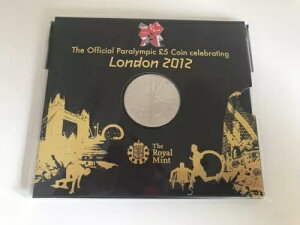 The Official Paralympic £5 Coin celebrating
London 2012
The
Royal
Mint